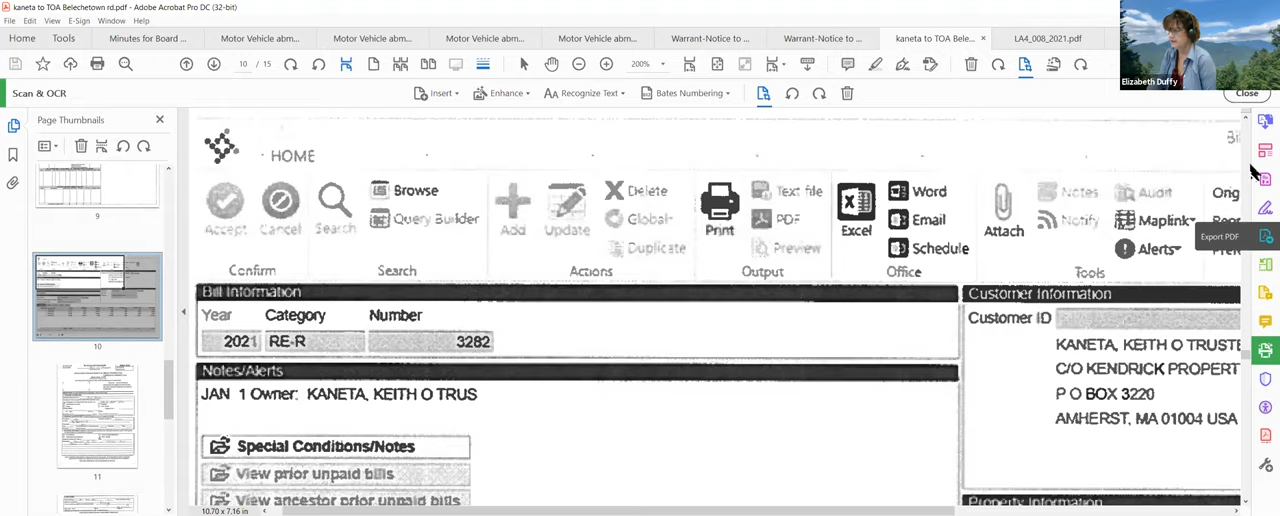 kaneta to TOA Belechetown rd.pdf - Adobe Acrobat Pro DC (32-bit)
File Edit View E-Sign Window Help
Home Tools Minutes for Board ... Motor Vehicle abm... Motor Vehicle abm... Motor Vehicle abm... Motor Vehicle abm... Warrant-Notice to ... Warrant-Notice to ... kaneta to TOA Bele... × LA4_008_2021.pdf
10 / 15 200%
Elizabeth Duffy
Scan & OCR Insert Enhance Recognize Text Bates Numbering Close
Page Thumbnails
9
10
11
HOME
Accept Cancel Search Browse Add Update Delete Print Text file Excel Word Attach Notes Audit Orig
Query Builder Global PDF Email Notify Maplink
Duplicate Preview Schedule Alerts
Export PDF
Confirm Search Actions Output Office Tools
Bill Information
Year Category Number
2021 RE-R 3282
Customer Information
Customer ID
KANETA, KEITH O TRUSTE
C/O KENDRICK PROPERT
P O BOX 3220
AMHERST, MA 01004 USA
Notes/Alerts
JAN 1 Owner: KANETA, KEITH O TRUS
Special Conditions/Notes
View prior unpaid bills
View ancestor prior unpaid bills
Property Information
10.70 x 7.16 in